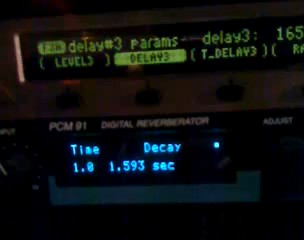 delay#3 params delay3: 165
( LEVEL3 ) DELAY3 ( T_DELAY3 )(
PCM 91 DIGITAL REVERBERATOR
INPUT ADJUST
Time Decay
1.0 1.593 sec